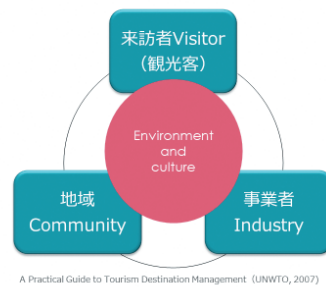 来訪者Visitor
（観光客）
Environment
and
culture
地域
Community
事業者
Industry
A Practical Guide to Tourism Destination Management（UNWTO, 2007）